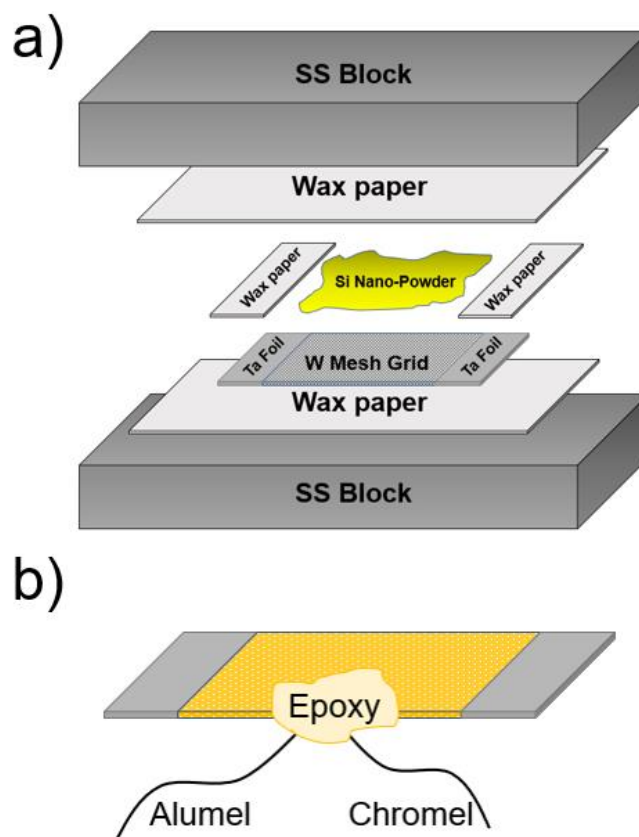 a)
SS Block
Wax paper
Wax paper
Si Nano-Powder
Wax paper
Ta Foil
W Mesh Grid
Ta Foil
Wax paper
SS Block
b)
Epoxy
Alumel
Chromel